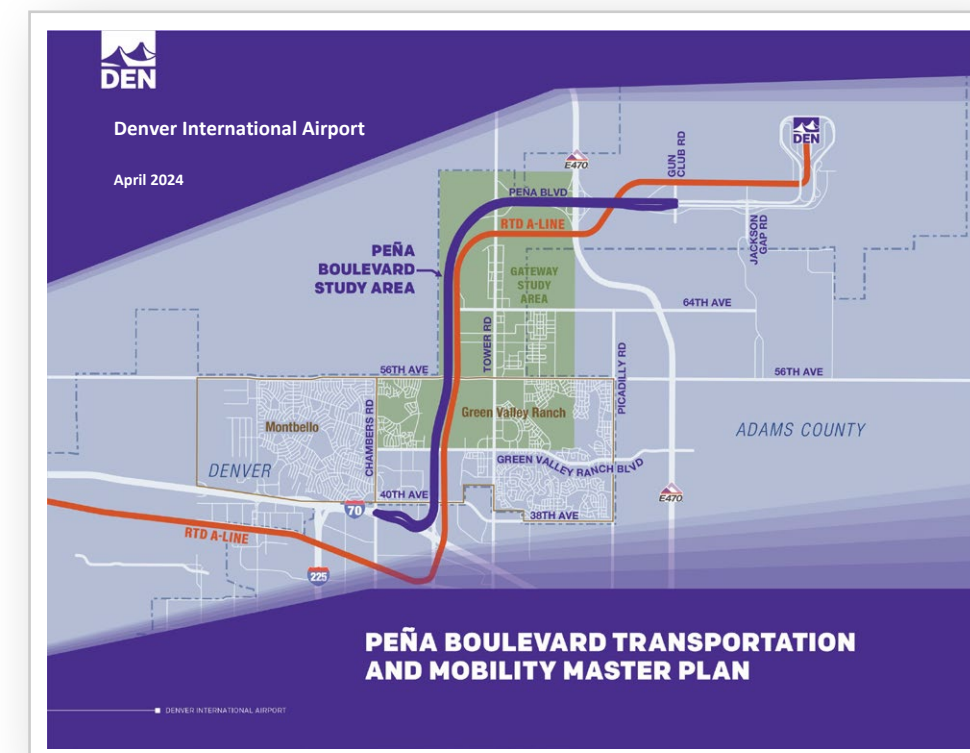 DEN
Denver International Airport
April 2024
DEN
E470
GUN
CLUB RD
PEÑA BLVD
RTD A-LINE
JACKSON
GAP RD
PEÑA
BOULEVARD
STUDY AREA
GATEWAY
STUDY
AREA
64TH AVE
TOWER RD
PICADILLY RD
56TH AVE
56TH AVE
CHAMBERS RD
Montbello
Green Valley Ranch
ADAMS COUNTY
DENVER
GREEN VALLEY RANCH BLVD
40TH AVE
E470
70
38TH AVE
RTD A-LINE
225
PEÑA BOULEVARD TRANSPORTATION
AND MOBILITY MASTER PLAN
DENVER INTERNATIONAL AIRPORT